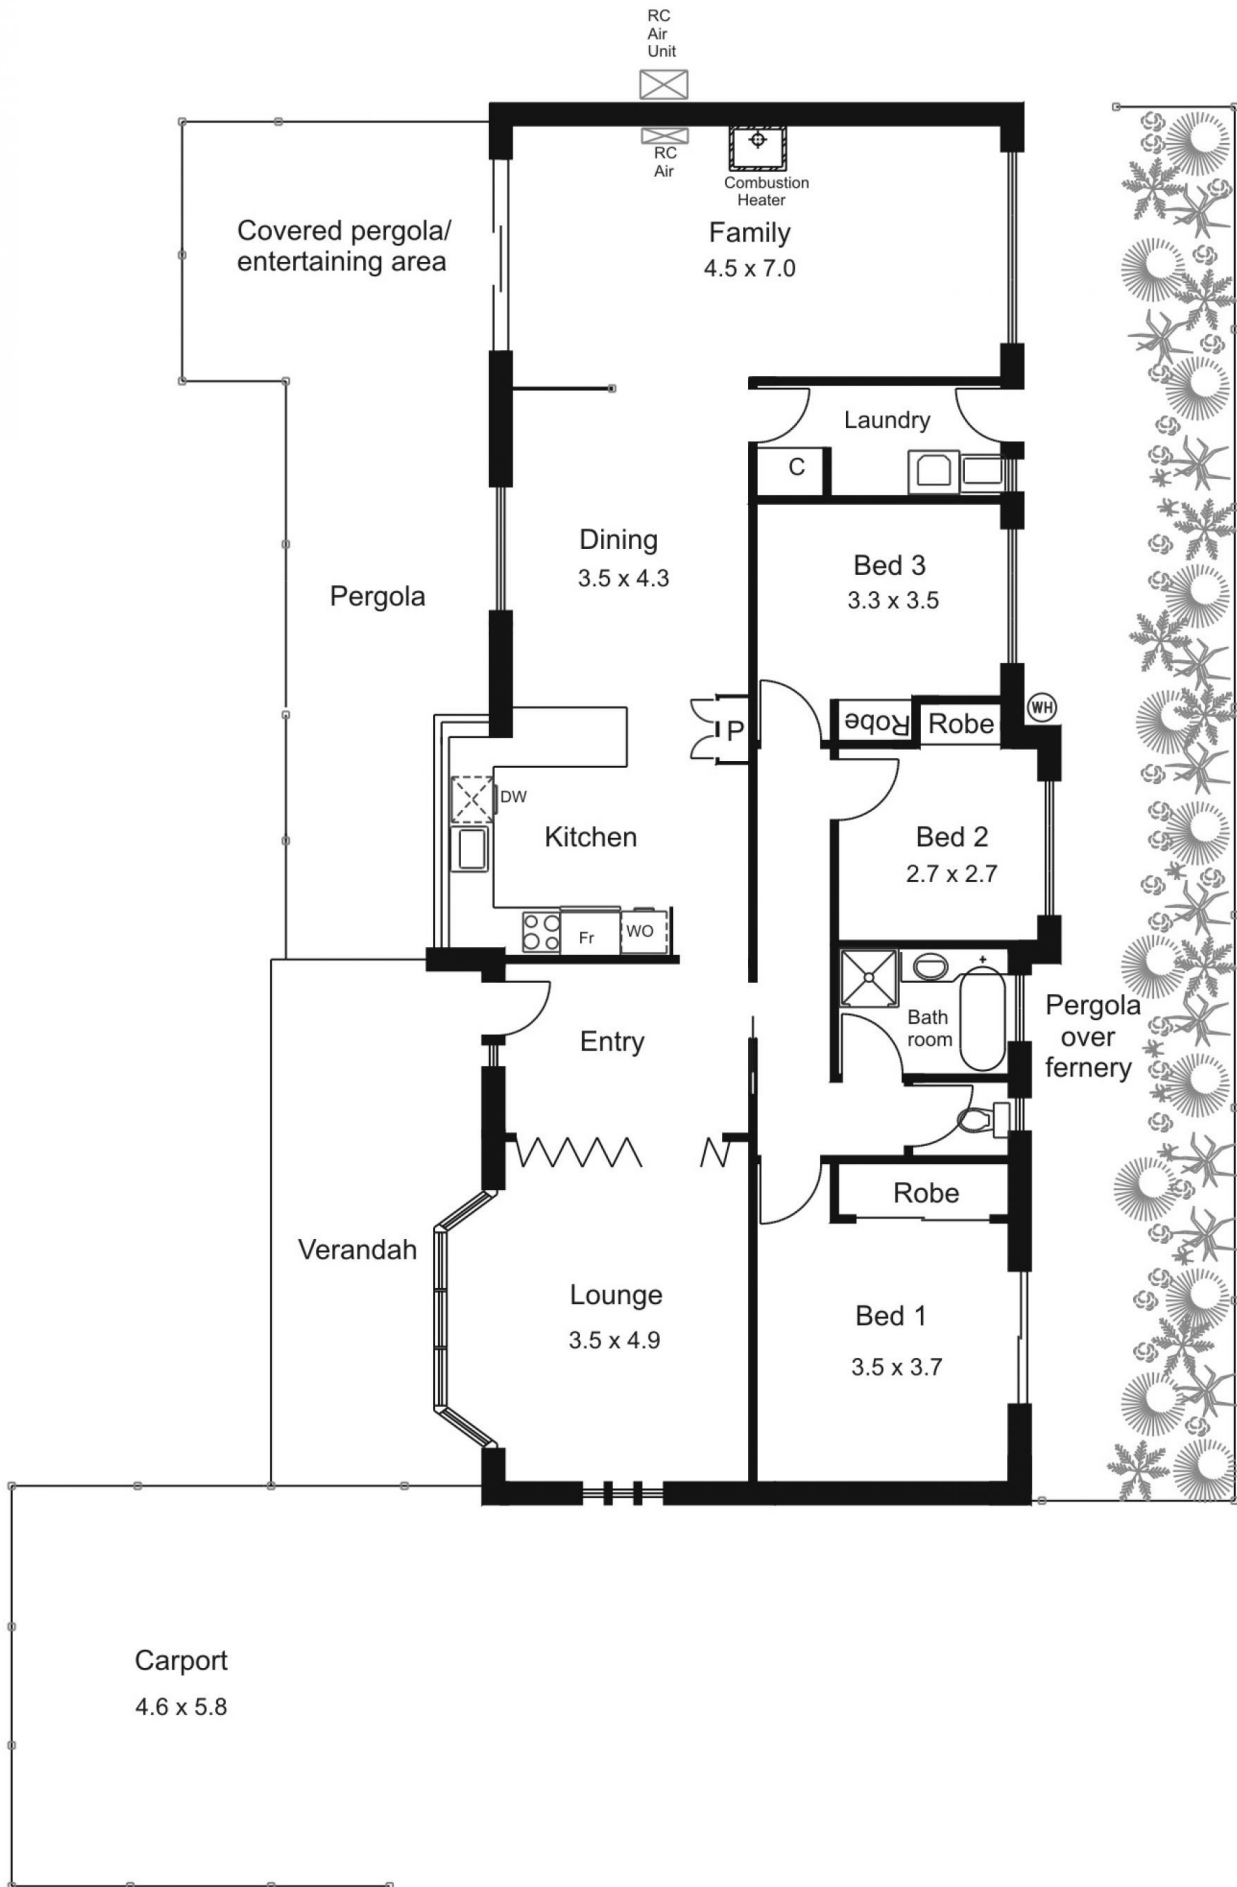 RC
Air
Unit
RC
Air
Combustion
Heater
Family
4.5 x 7.0
Covered pergola/
entertaining area
Laundry
C
Dining
3.5 x 4.3
Bed 3
3.3 x 3.5
Pergola
P
Robe
Robe
WH
DW
Kitchen
Bed 2
2.7 x 2.7
Fr
WO
Bath
room
Pergola
over
fernery
Entry
Robe
Verandah
Lounge
3.5 x 4.9
Bed 1
3.5 x 3.7
Carport
4.6 x 5.8